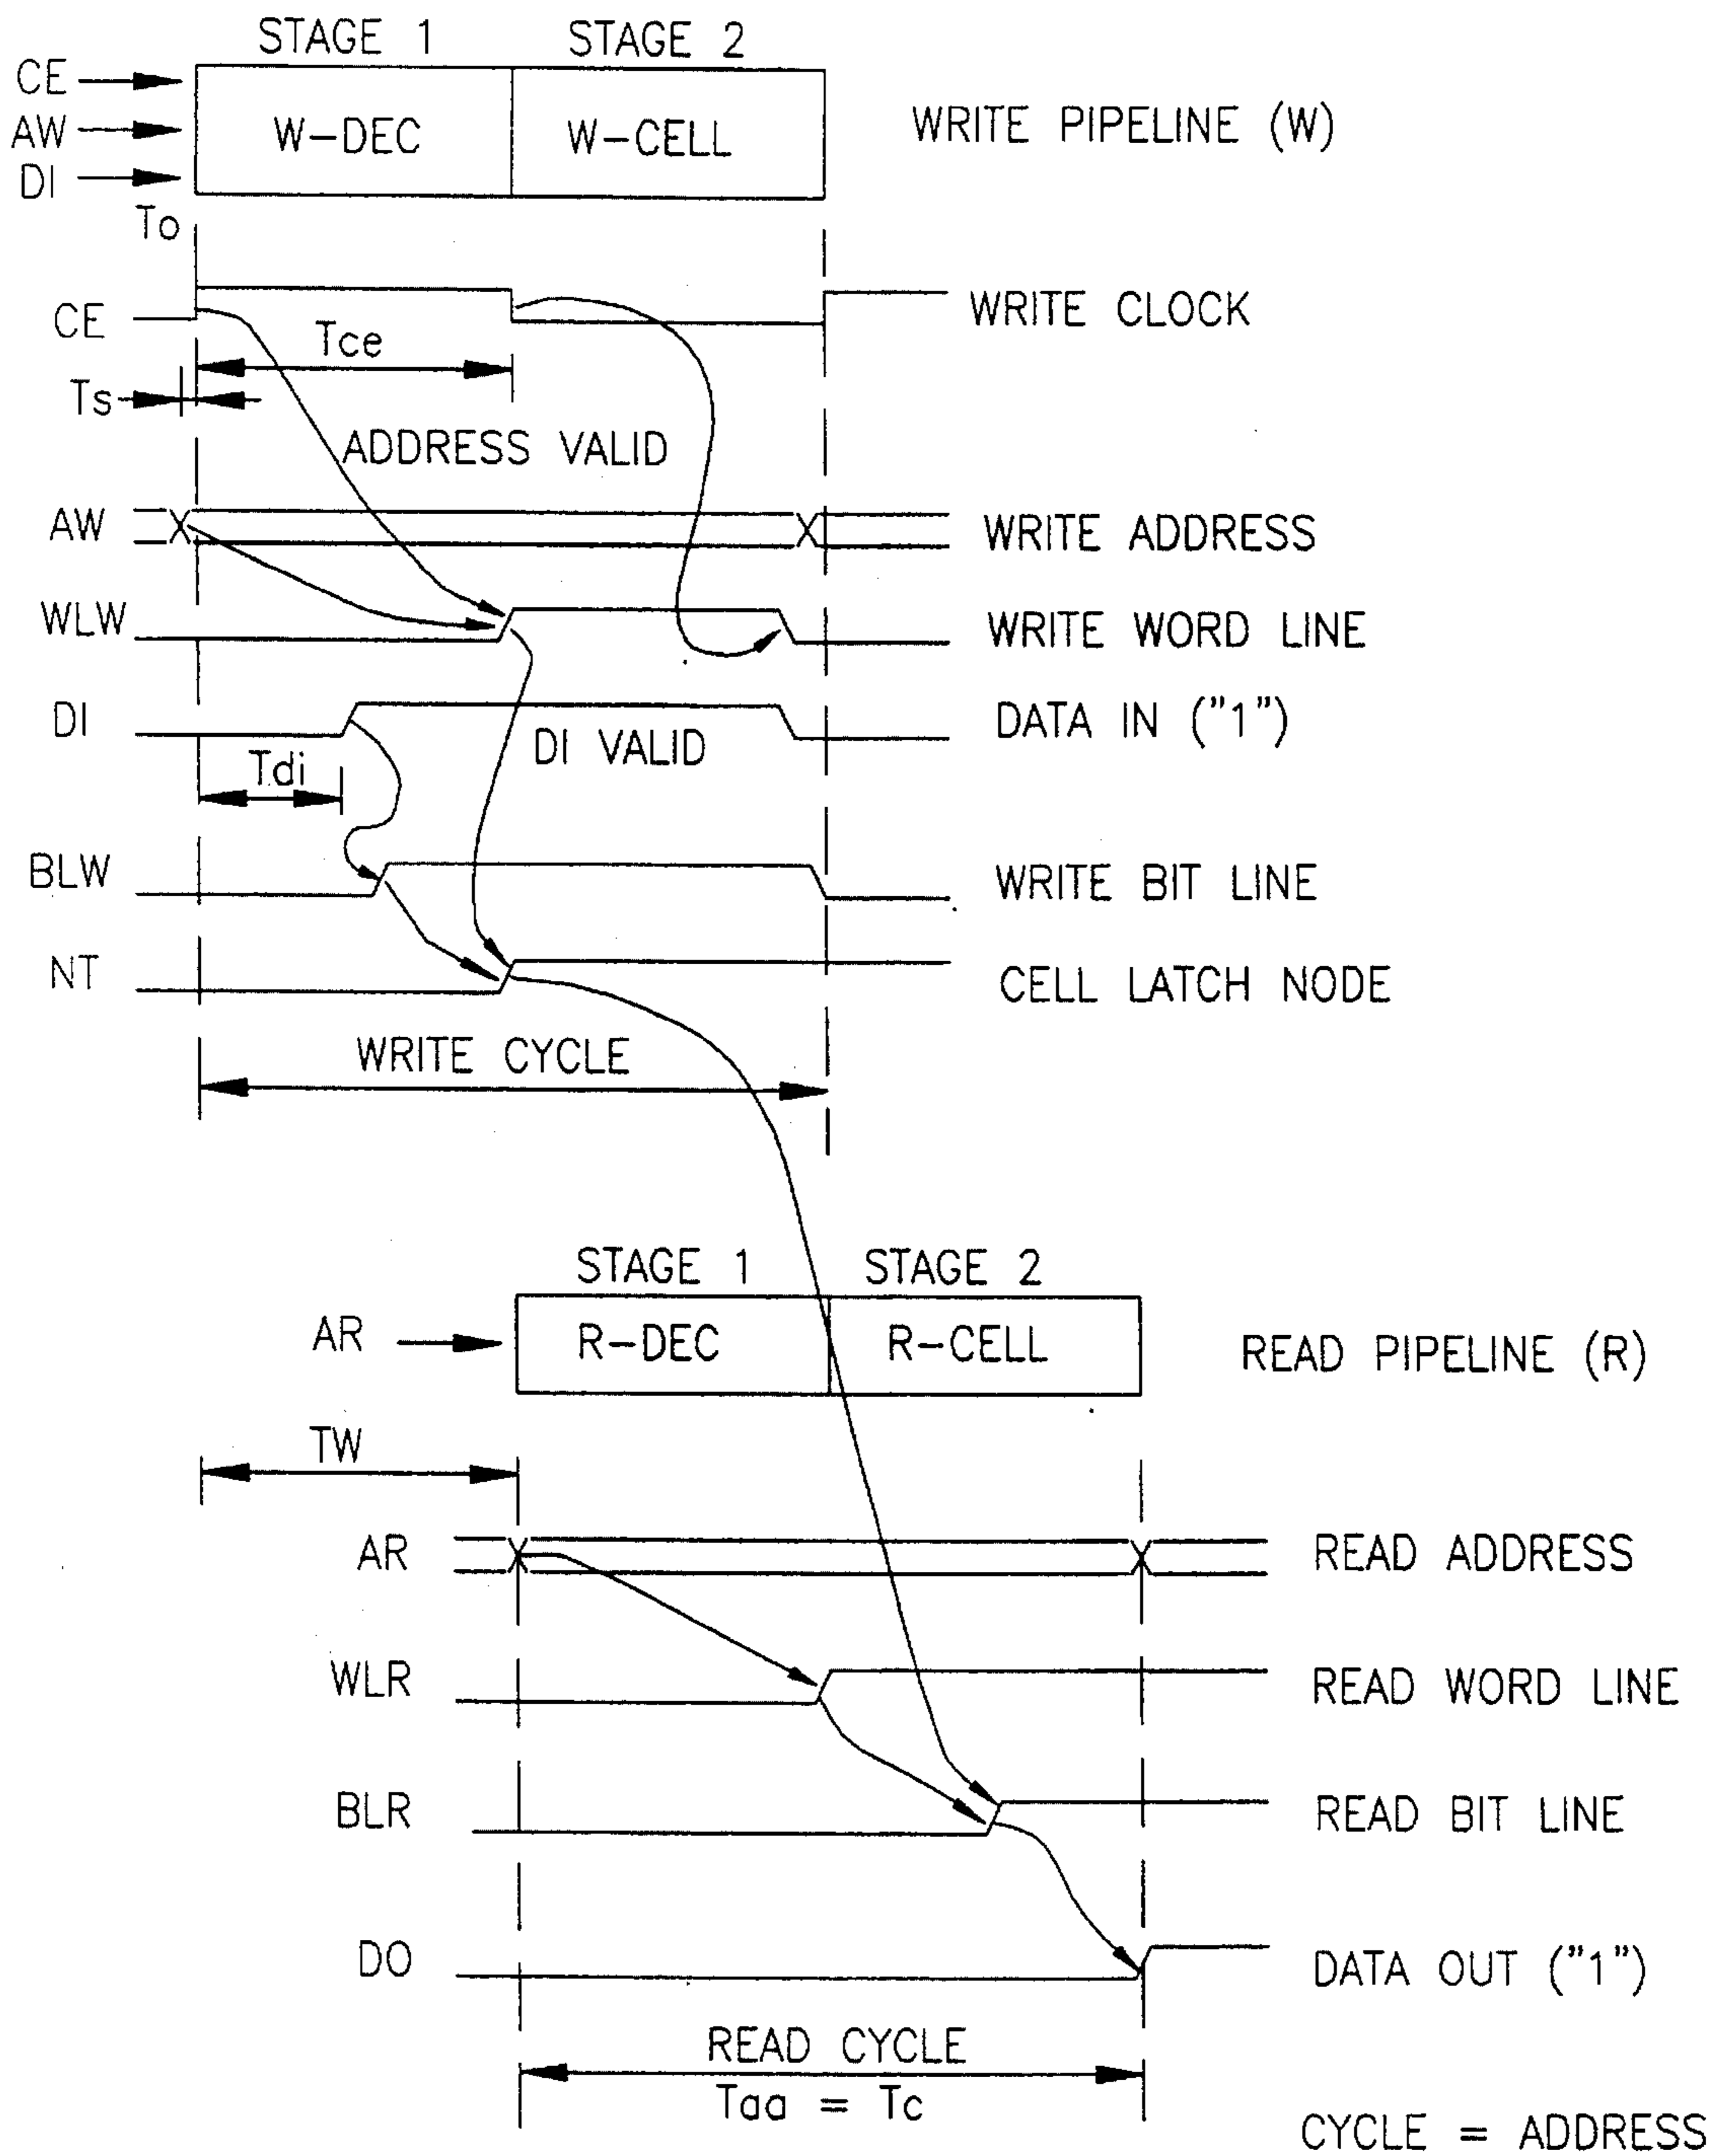 STAGE 1 STAGE 2
CE
AW W-DEC W-CELL WRITE PIPELINE (W)
DI
To
CE WRITE CLOCK
Tce
Ts
ADDRESS VALID
AW WRITE ADDRESS
WLW WRITE WORD LINE
DI DATA IN ("1")
DI VALID
Tdi
BLW WRITE BIT LINE
NT CELL LATCH NODE
WRITE CYCLE
STAGE 1 STAGE 2
AR R-DEC R-CELL READ PIPELINE (R)
TW
AR READ ADDRESS
WLR READ WORD LINE
BLR READ BIT LINE
DO DATA OUT ("1")
READ CYCLE
Taa = Tc
CYCLE = ADDRESS